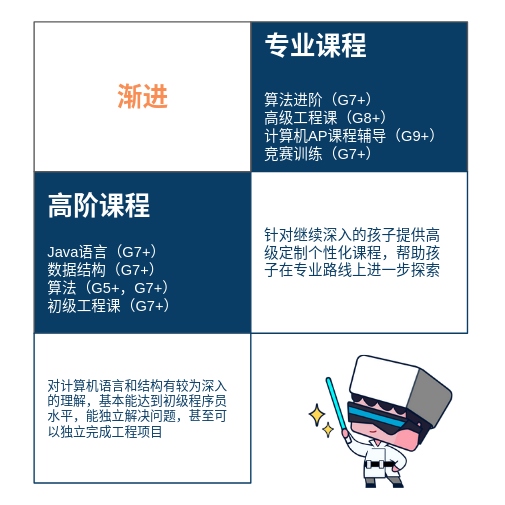 渐进
专业课程
算法进阶（G7+）
高级工程课（G8+）
计算机AP课程辅导（G9+）
竞赛训练（G7+）
高阶课程
Java语言（G7+）
数据结构（G7+）
算法（G5+，G7+）
初级工程课（G7+）
针对继续深入的孩子提供高
级定制个性化课程，帮助孩
子在专业路线上进一步探索
对计算机语言和结构有较为深入
的理解，基本能达到初级程序员
水平，能独立解决问题，甚至可
以独立完成工程项目